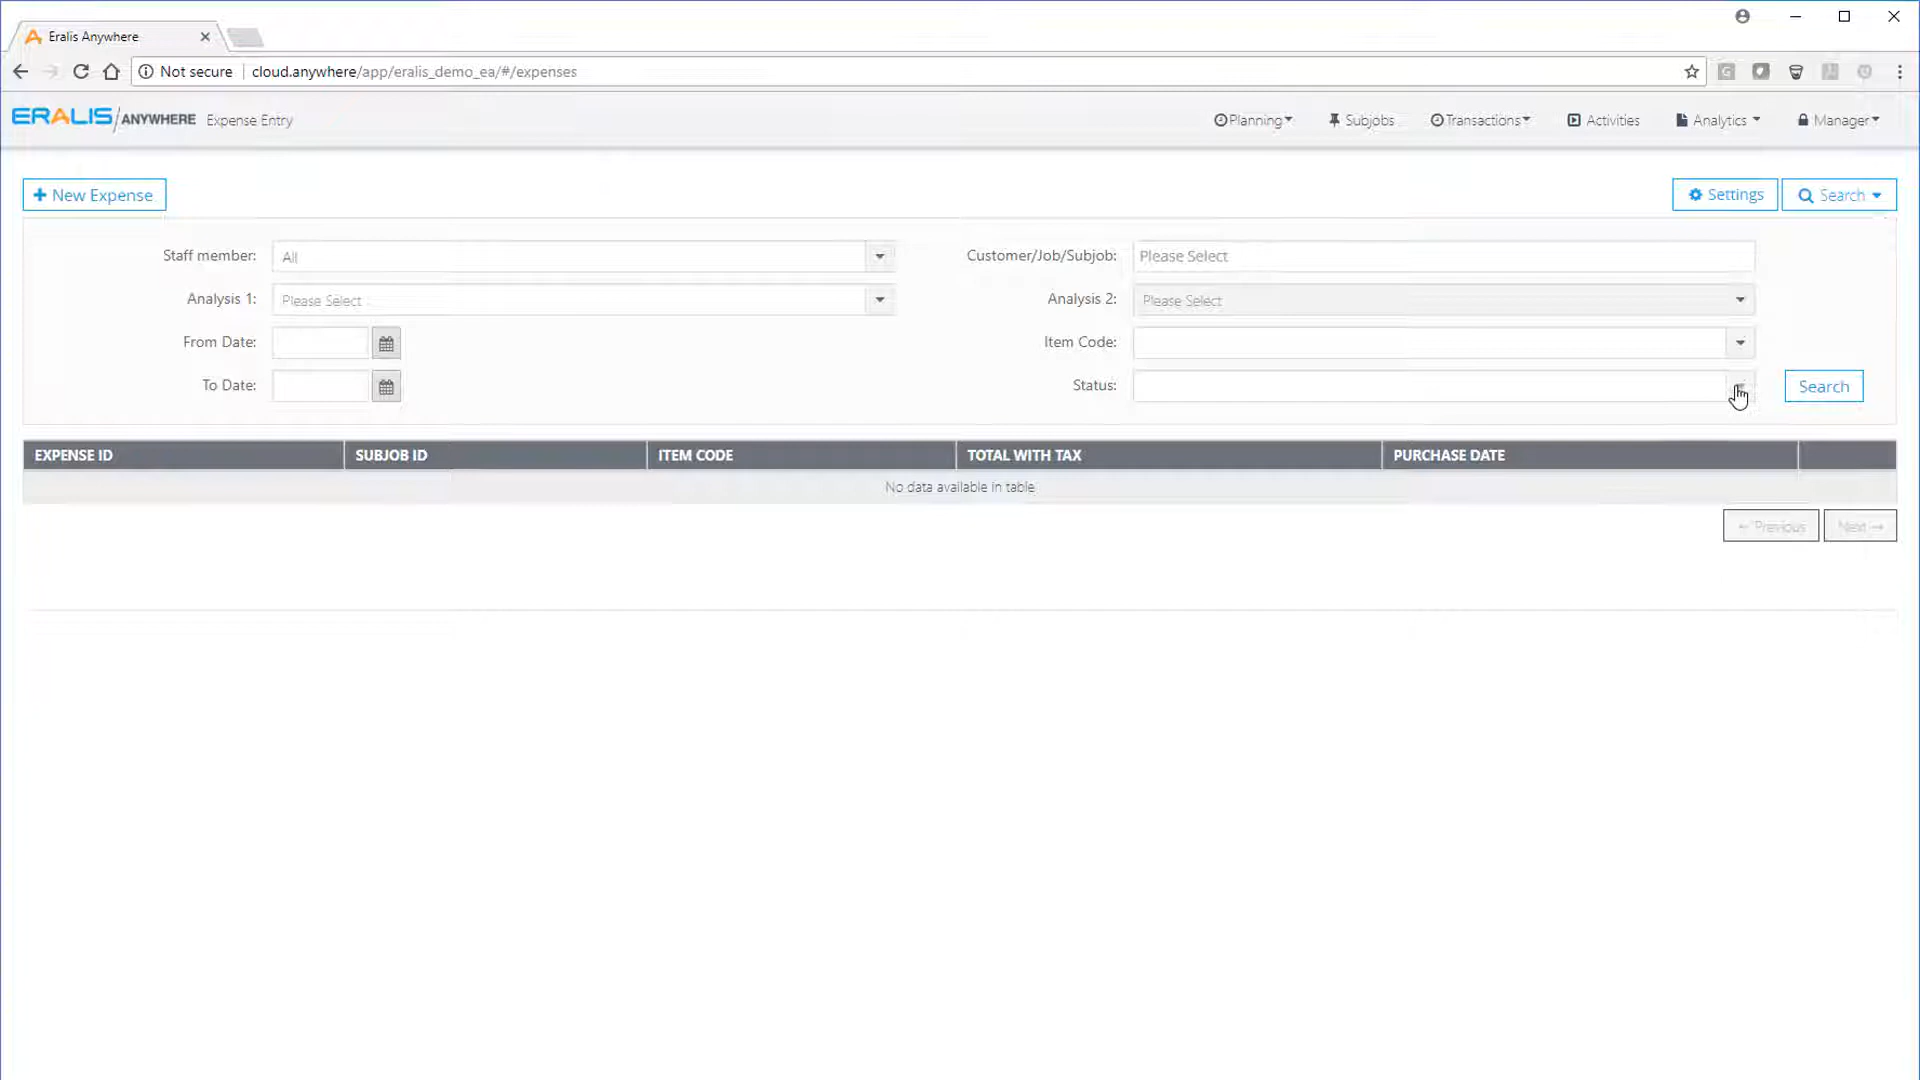 Eralis Anywhere
Not secure cloud.anywhere/app/eralis_demo_ea/#/expenses
ERALIS/ANYWHERE Expense Entry Planning Subjobs Transactions Activities Analytics Manager
+ New Expense Settings Search
Staff member: All Customer/Job/Subjob: Please Select
Analysis 1: Please Select Analysis 2: Please Select
From Date: Item Code:
To Date: Status: Search
EXPENSE ID SUBJOB ID ITEM CODE TOTAL WITH TAX PURCHASE DATE
No data available in table
← Previous Next →